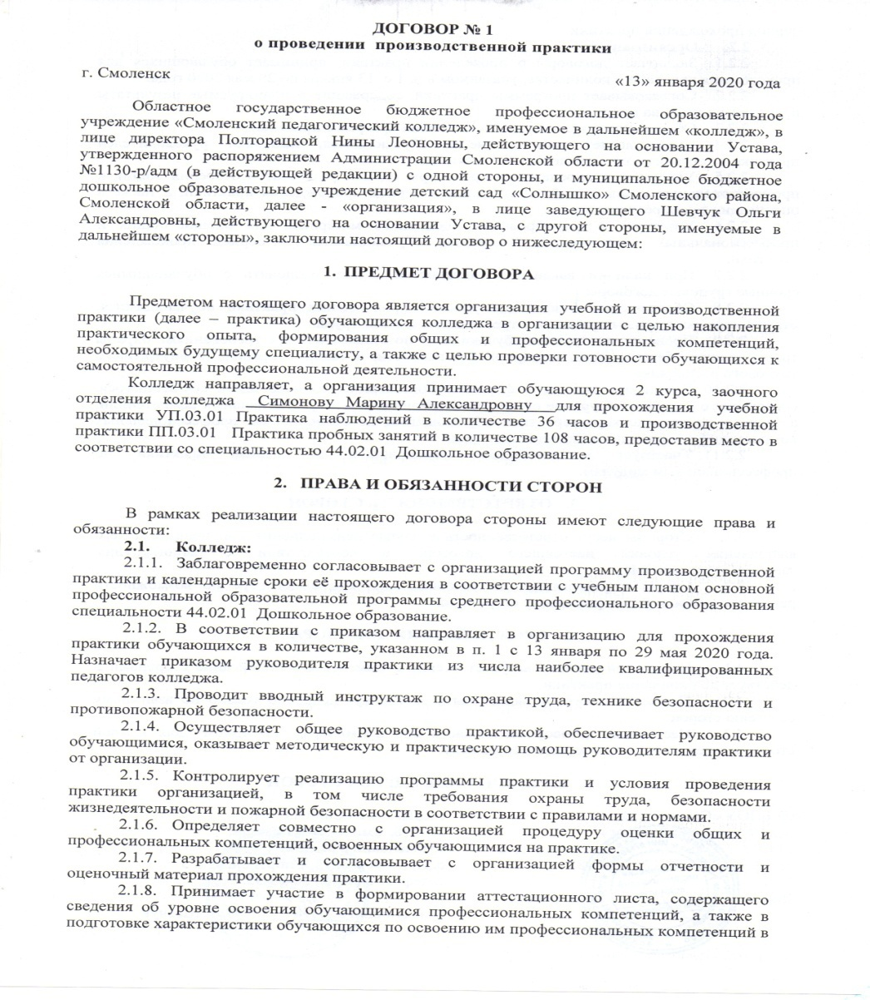 ДОГОВОР № 1
о проведении производственной практики
г. Смоленск
«13» января 2020 года
Областное государственное бюджетное профессиональное образовательное
учреждение «Смоленский педагогический колледж», именуемое в дальнейшем «колледж», в
лице директора Полторацкой Нины Леоновны, действующего на основании Устава,
утвержденного распоряжением Администрации Смоленской области от 20.12.2004 года
№1130-р/адм (в действующей редакции) с одной стороны, и муниципальное бюджетное
дошкольное образовательное учреждение детский сад «Солнышко» Смоленского района,
Смоленской области, далее - «организация», в лице заведующего Шевчук Ольги
Александровны, действующего на основании Устава, с другой стороны, именуемые в
дальнейшем «стороны», заключили настоящий договор о нижеследующем:
1. ПРЕДМЕТ ДОГОВОРА
Предметом настоящего договора является организация учебной и производственной
практики (далее – практика) обучающихся колледжа в организации с целью накопления
практического опыта, формирования общих и профессиональных компетенций,
необходимых будущему специалисту, а также с целью проверки готовности обучающихся к
самостоятельной профессиональной деятельности.
Колледж направляет, а организация принимает обучающуюся 2 курса, заочного
отделения колледжа Симонову Марину Александровну для прохождения учебной
практики УП.03.01 Практика наблюдений в количестве 36 часов и производственной
практики ПП.03.01 Практика пробных занятий в количестве 108 часов, предоставив место в
соответствии со специальностью 44.02.01 Дошкольное образование.
2. ПРАВА И ОБЯЗАННОСТИ СТОРОН
В рамках реализации настоящего договора стороны имеют следующие права и
обязанности:
2.1. Колледж:
2.1.1. Заблаговременно согласовывает с организацией программу производственной
практики и календарные сроки её прохождения в соответствии с учебным планом основной
профессиональной образовательной программы среднего профессионального образования
специальности 44.02.01 Дошкольное образование.
2.1.2. В соответствии с приказом направляет в организацию для прохождения
практики обучающихся в количестве, указанном в п. 1 с 13 января по 29 мая 2020 года.
Назначает приказом руководителя практики из числа наиболее квалифицированных
педагогов колледжа.
2.1.3. Проводит вводный инструктаж по охране труда, технике безопасности и
противопожарной безопасности.
2.1.4. Осуществляет общее руководство практикой, обеспечивает руководство
обучающимися, оказывает методическую и практическую помощь руководителям практики
от организации.
2.1.5. Контролирует реализацию программы практики и условия проведения
практики организацией, в том числе требования охраны труда, безопасности
жизнедеятельности и пожарной безопасности в соответствии с правилами и нормами.
2.1.6. Определяет совместно с организацией процедуру оценки общих и
профессиональных компетенций, освоенных обучающимися на практике.
2.1.7. Разрабатывает и согласовывает с организацией формы отчетности и
оценочный материал прохождения практики.
2.1.8. Принимает участие в формировании аттестационного листа, содержащего
сведения об уровне освоения обучающимися профессиональных компетенций, а также в
подготовке характеристики обучающихся по освоению им профессиональных компетенций в